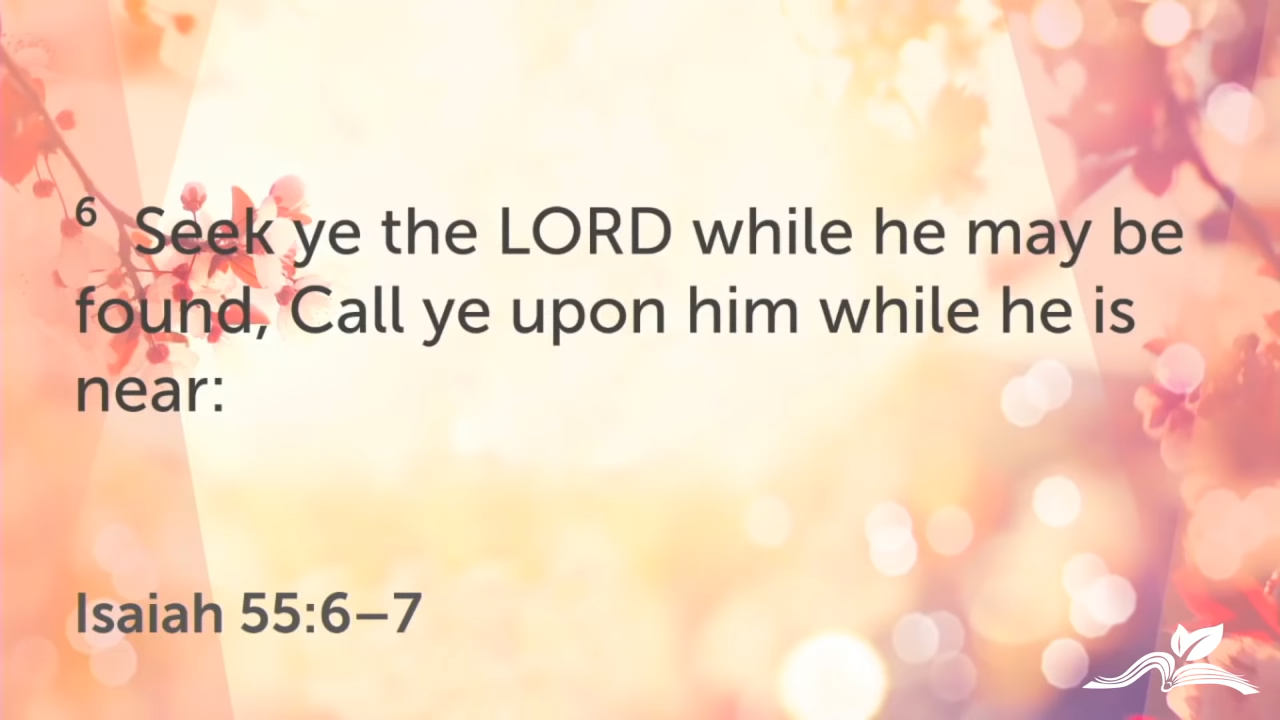 6 Seek ye the LORD while he may be
found, Call ye upon him while he is
near:
Isaiah 55:6–7